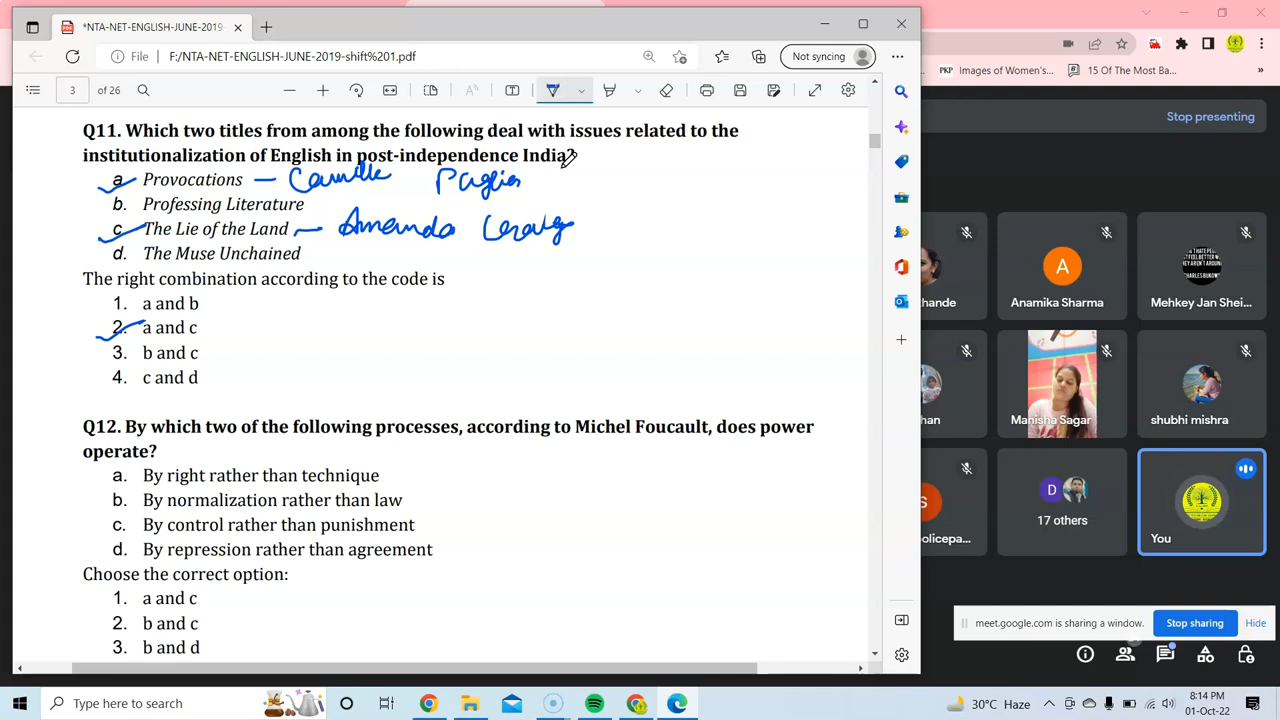 *NTA-NET-ENGLISH-JUNE-2019-
File
F:/NTA-NET-ENGLISH-JUNE-2019-shift%201.pdf
Not syncing
PKP Images of Women's...
15 Of The Most Ba...
3 of 26
Stop presenting
Q11. Which two titles from among the following deal with issues related to the
institutionalization of English in post-independence India?
a. Provocations — Camille Paglia
b. Professing Literature
c. The Lie of the Land — Amanda
d. The Muse Unchained
The right combination according to the code is
1. a and b
2. a and c
3. b and c
4. c and d
Q12. By which two of the following processes, according to Michel Foucault, does power
operate?
a. By right rather than technique
b. By normalization rather than law
c. By control rather than punishment
d. By repression rather than agreement
Choose the correct option:
1. a and c
2. b and c
3. b and d
khande
A
Anamika Sharma
Mehkey Jan Shei...
han
Manisha Sagar
shubhi mishra
S
olicepa...
D
17 others
You
meet.google.com is sharing a window.
Stop sharing
Hide
Type here to search
30°C Haze
8:14 PM
01-Oct-22